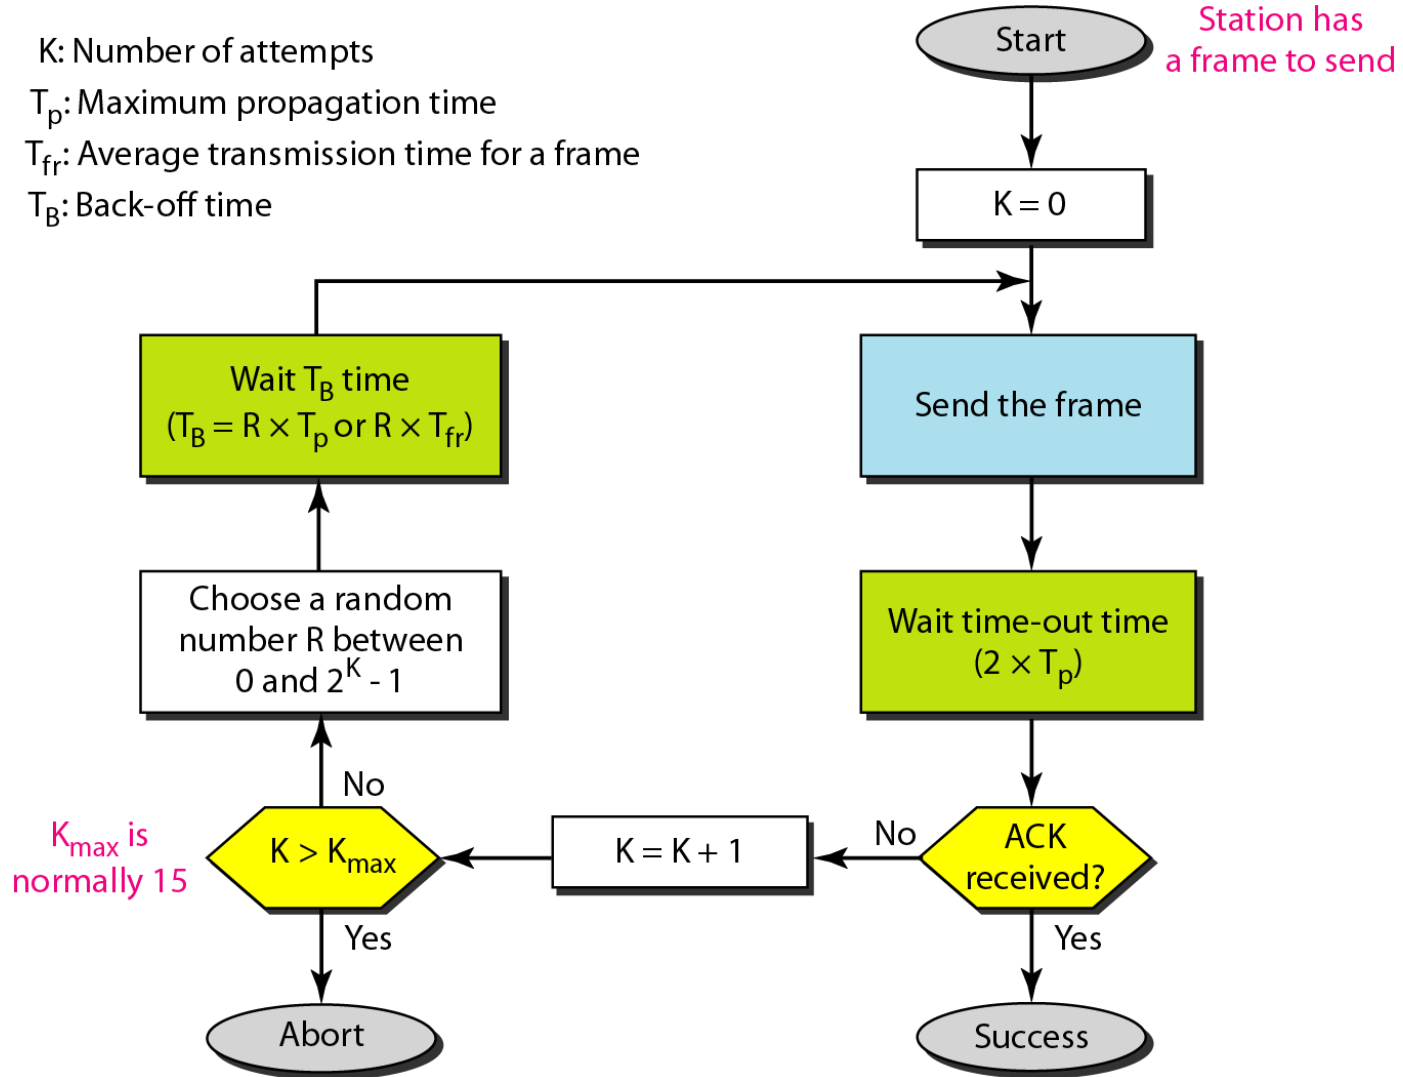 K: Number of attempts
Tp: Maximum propagation time
Tfr: Average transmission time for a frame
TB: Back-off time
Start
Station has
a frame to send
K = 0
Wait TB time
(TB = R × Tp or R × Tfr)
Send the frame
Choose a random
number R between
0 and 2^K - 1
Wait time-out time
(2 × Tp)
No
Kmax is
normally 15
K > Kmax
K = K + 1
No
ACK
received?
Yes
Yes
Abort
Success